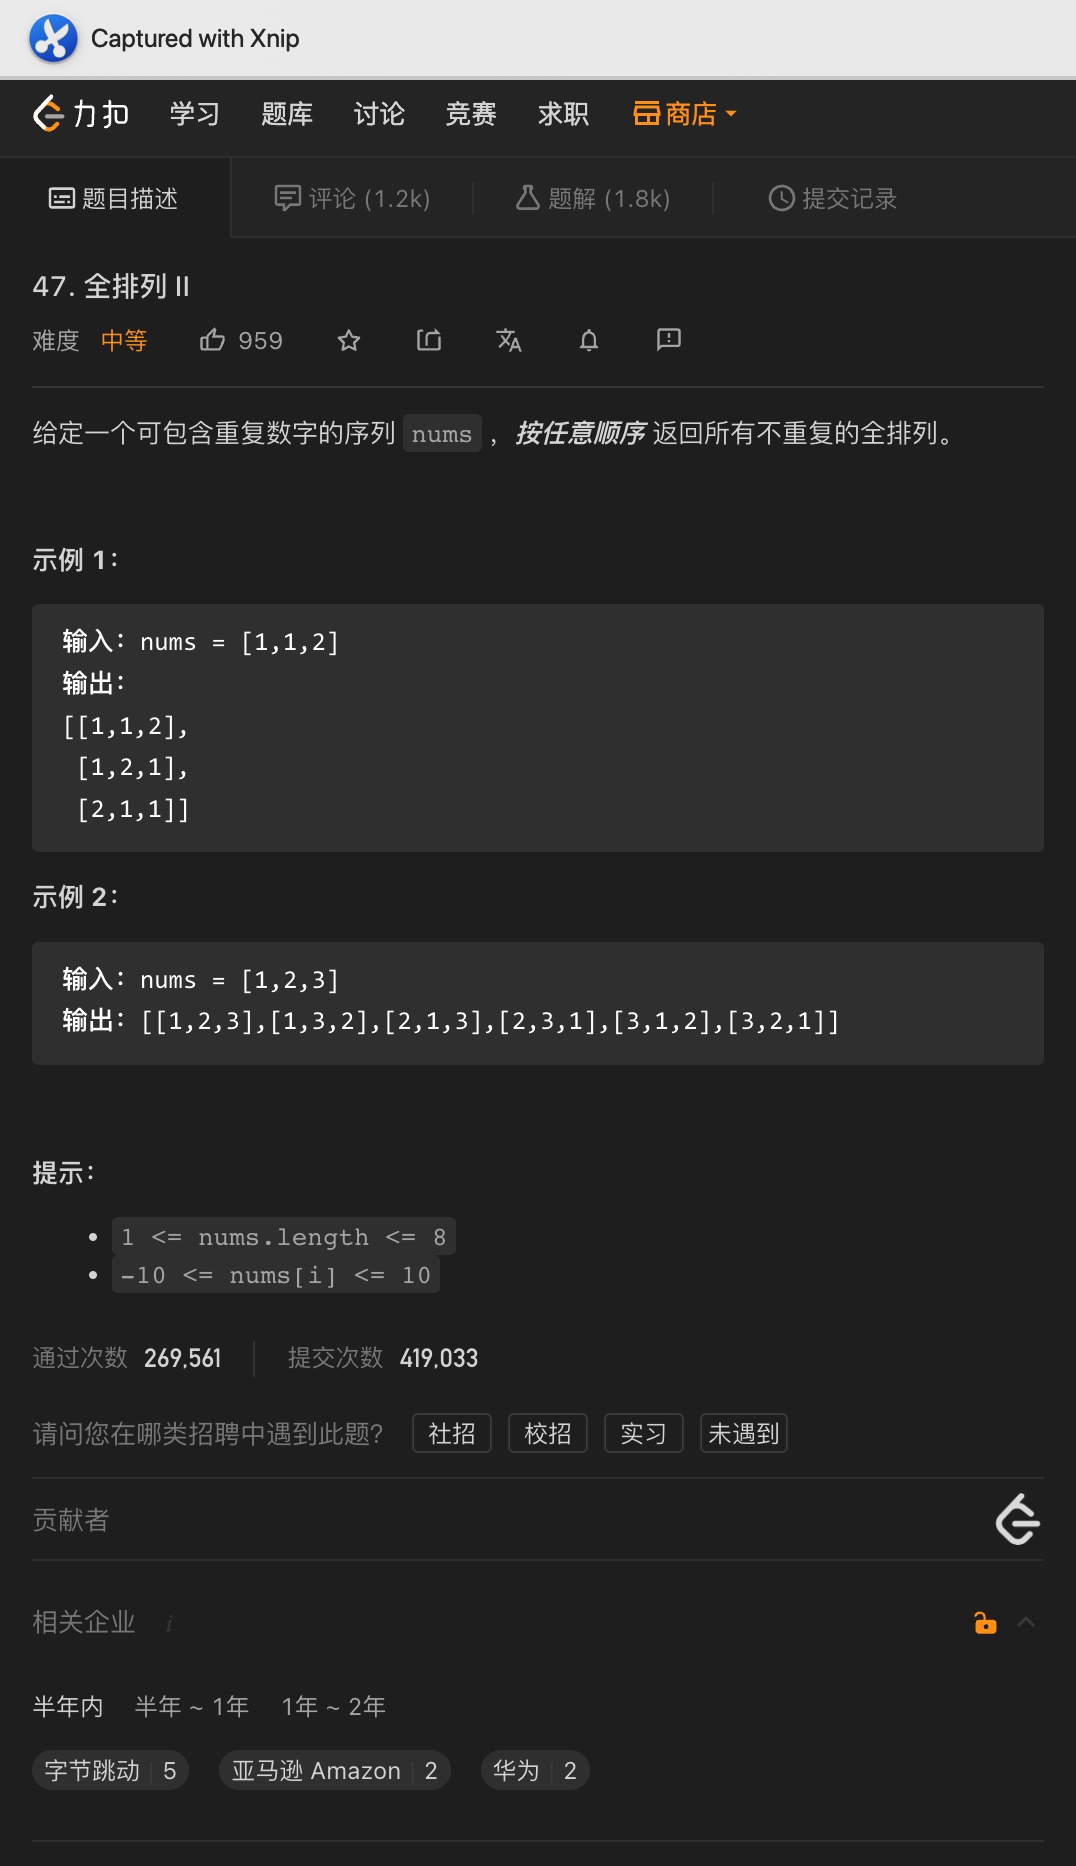 Captured with Xnip
力扣 学习 题库 讨论 竞赛 求职 商店
题目描述 评论 (1.2k) 题解 (1.8k) 提交记录
47. 全排列 II
难度 中等 959
给定一个可包含重复数字的序列 nums ，按任意顺序 返回所有不重复的全排列。
示例 1：
输入：nums = [1,1,2]
输出：
[[1,1,2],
[1,2,1],
[2,1,1]]
示例 2：
输入：nums = [1,2,3]
输出：[[1,2,3],[1,3,2],[2,1,3],[2,3,1],[3,1,2],[3,2,1]]
提示：
1 <= nums.length <= 8
-10 <= nums[i] <= 10
通过次数 269,561 提交次数 419,033
请问您在哪类招聘中遇到此题? 社招 校招 实习 未遇到
贡献者
相关企业 i
半年内 半年 ~ 1年 1年 ~ 2年
字节跳动 5 亚马逊 Amazon 2 华为 2